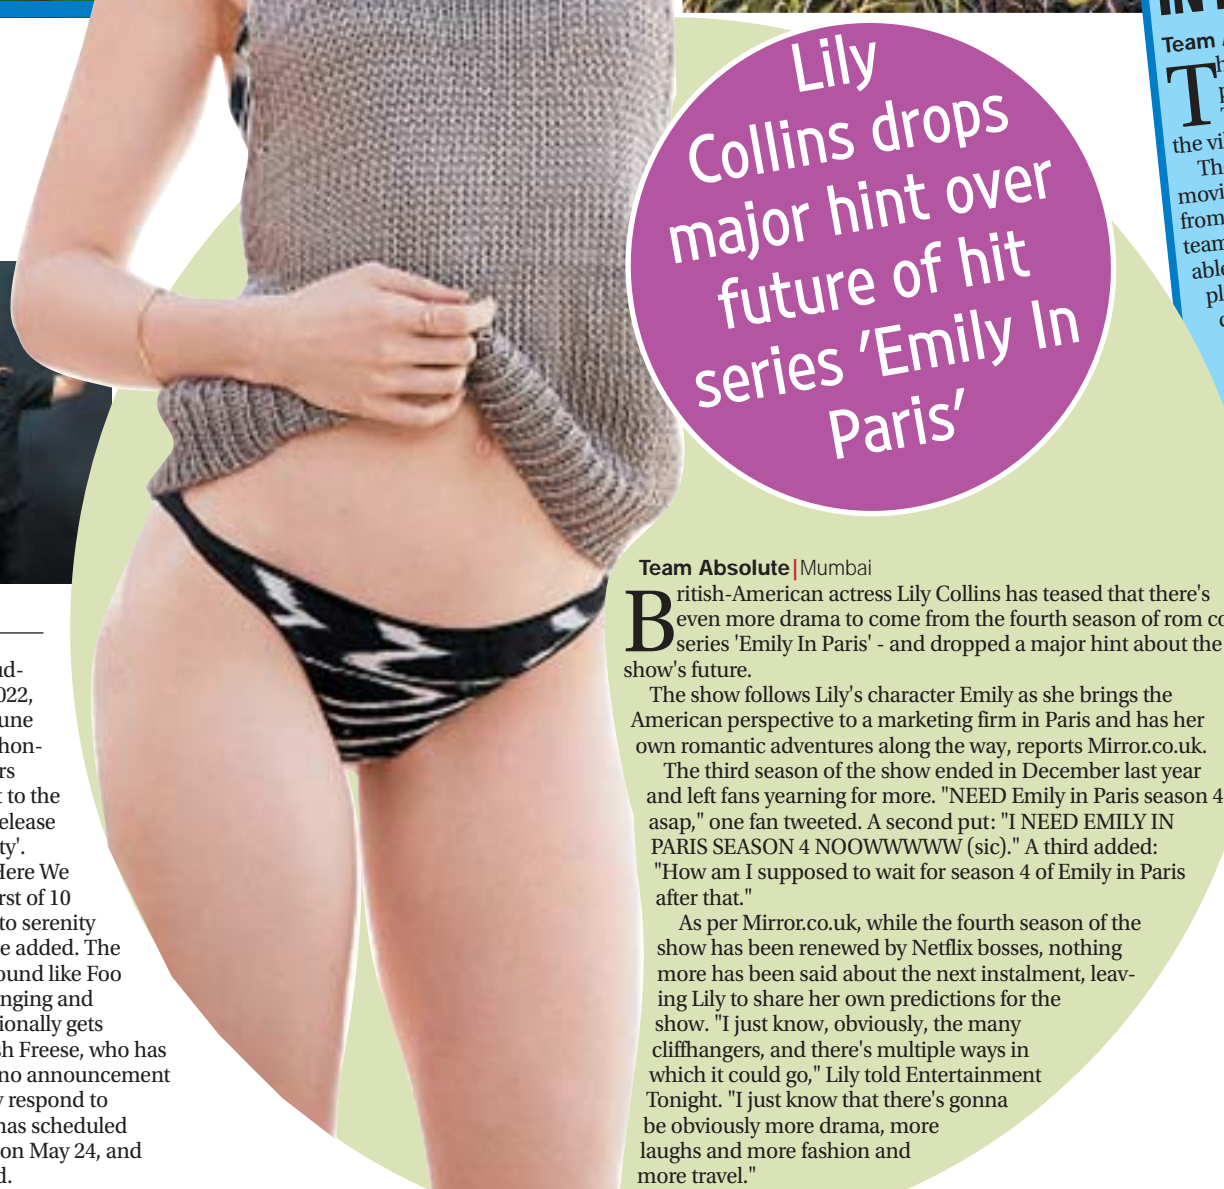 Lily
Collins drops
major hint over
future of hit
series 'Emily In
Paris'
Team Absolute|Mumbai
British-American actress Lily Collins has teased that there's
even more drama to come from the fourth season of rom co
series 'Emily In Paris' - and dropped a major hint about the
show's future.
The show follows Lily's character Emily as she brings the
American perspective to a marketing firm in Paris and has her
own romantic adventures along the way, reports Mirror.co.uk.
The third season of the show ended in December last year
and left fans yearning for more. "NEED Emily in Paris season 4
asap," one fan tweeted. A second put: "I NEED EMILY IN
PARIS SEASON 4 NOOWWWWW (sic)." A third added:
"How am I supposed to wait for season 4 of Emily in Paris
after that."
As per Mirror.co.uk, while the fourth season of the
show has been renewed by Netflix bosses, nothing
more has been said about the next instalment, leav-
ing Lily to share her own predictions for the
show. "I just know, obviously, the many
cliffhangers, and there's multiple ways in
which it could go," Lily told Entertainment
Tonight. "I just know that there's gonna
be obviously more drama, more
laughs and more fashion and
more travel."
ud-
022,
une
hon-
rs
t to the
elease
ty'.
Here We
rst of 10
to serenity
e added. The
ound like Foo
nging and
ionally gets
sh Freese, who has
no announcement
y respond to
has scheduled
on May 24, and
d.
Team
the vi
Th
movi
from
team
able
pl